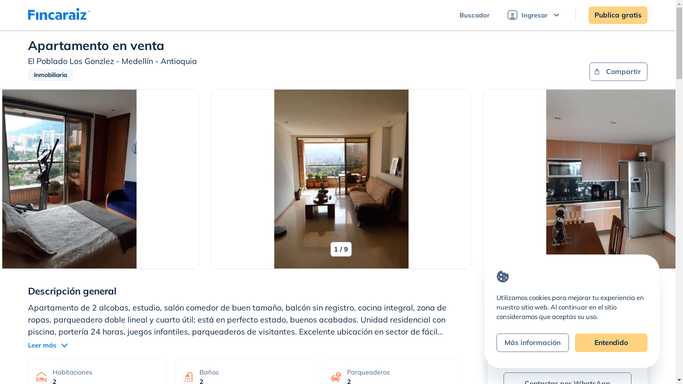 Fincaraiz
Buscador
Ingresar
Publica gratis
Apartamento en venta
El Poblado Los Gonzlez - Medellín - Antioquia
Inmobiliaria
Compartir
1 / 9
Descripción general
Apartamento de 2 alcobas, estudio, salón comedor de buen tamaño, balcón sin registro, cocina integral, zona de
ropas, parqueadero doble lineal y cuarto útil; está en perfecto estado, buenos acabados. Unidad residencial con
piscina, portería 24 horas, juegos infantiles, parqueaderos de visitantes. Excelente ubicación en sector de fácil...
Leer más
Habitaciones
2
Baños
2
Parqueaderos
2
Utilizamos cookies para mejorar tu experiencia en
nuestro sitio web. Al continuar en el sitio
consideramos que aceptas su uso.
Más información
Entendido
Contactar por WhatsApp